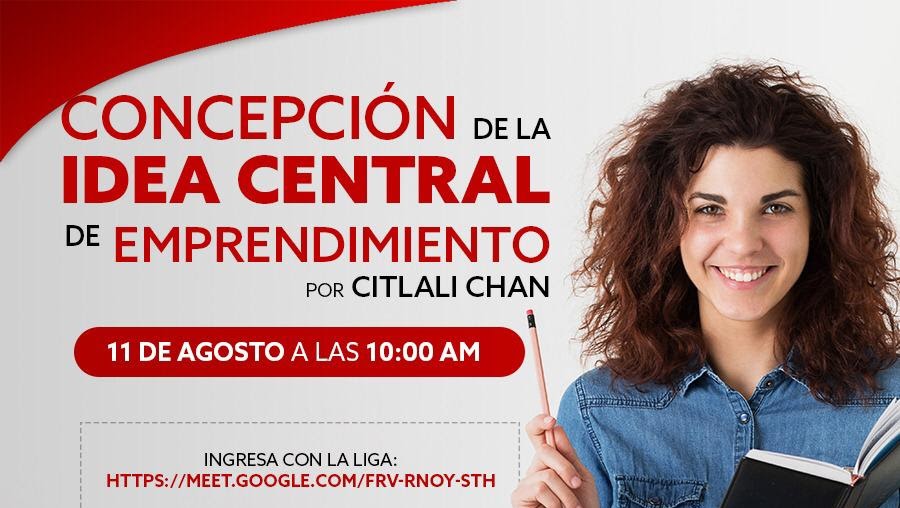 CONCEPCIÓN DE LA
IDEA CENTRAL
DE EMPRENDIMIENTO
POR CITLALI CHAN
11 DE AGOSTO A LAS 10:00 AM
INGRESA CON LA LIGA:
HTTPS://MEET.GOOGLE.COM/FRV-RNOY-STH